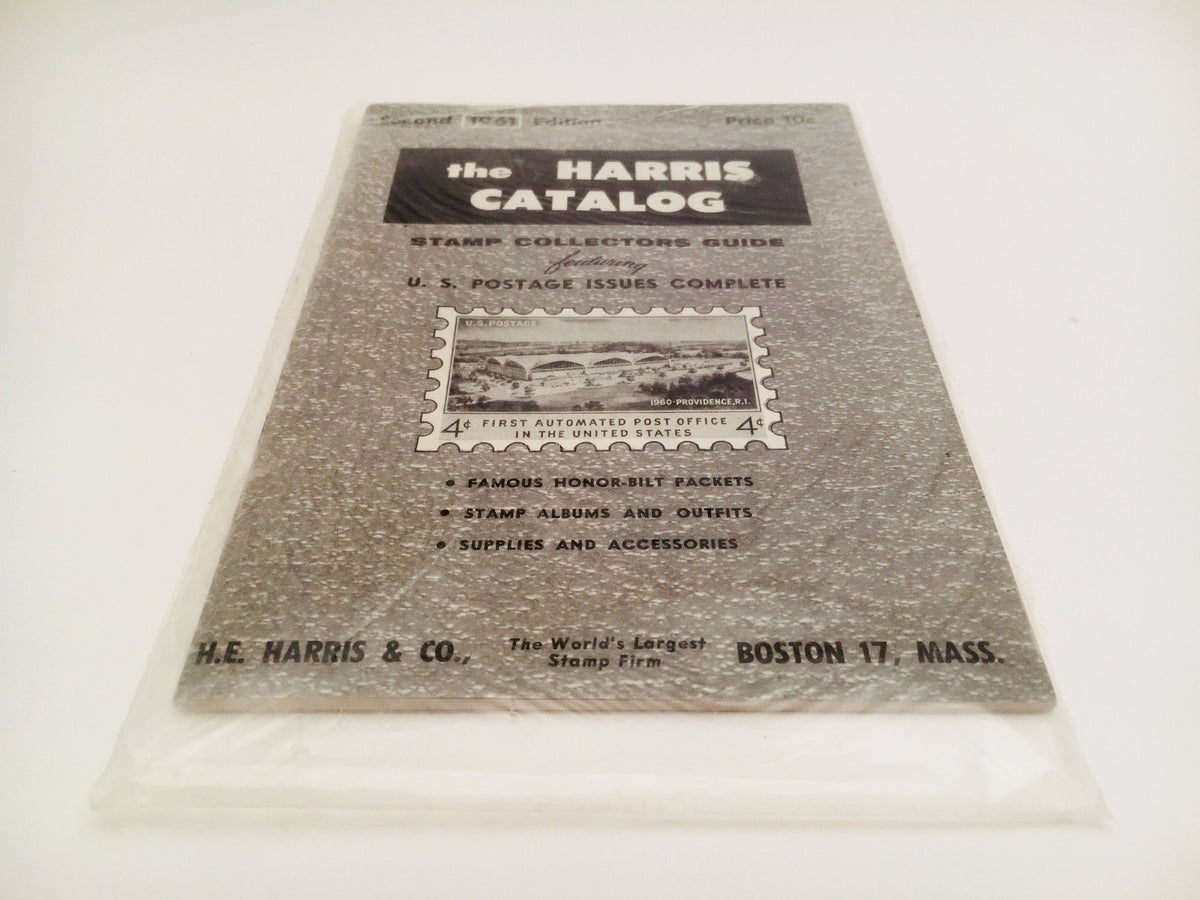 Second 1961 Edition Price 10¢
the HARRIS
CATALOG
STAMP COLLECTORS GUIDE
featuring
U. S. POSTAGE ISSUES COMPLETE
U.S. POSTAGE
1960·PROVIDENCE, R.I.
4¢ FIRST AUTOMATED POST OFFICE 4¢
IN THE UNITED STATES
• FAMOUS HONOR-BILT PACKETS
• STAMP ALBUMS AND OUTFITS
• SUPPLIES AND ACCESSORIES
H.E. HARRIS & CO., The World's Largest BOSTON 17, MASS.
Stamp Firm